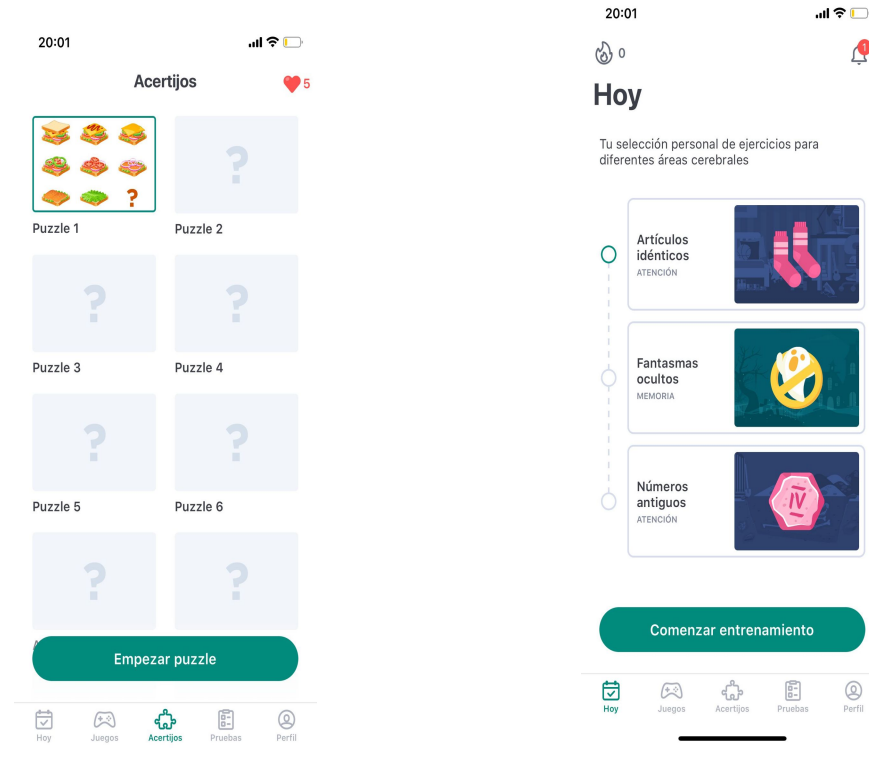 20:01
Acertijos
5
?
?
Puzzle 1
Puzzle 2
?
?
Puzzle 3
Puzzle 4
?
?
Puzzle 5
Puzzle 6
?
?
Empezar puzzle
Hoy
Juegos
Acertijos
Pruebas
Perfil
20:01
0
1
Hoy
Tu selección personal de ejercicios para
diferentes áreas cerebrales
Artículos
idénticos
ATENCIÓN
Fantasmas
ocultos
MEMORIA
Números
antiguos
ATENCIÓN
IV
Comenzar entrenamiento
Hoy
Juegos
Acertijos
Pruebas
Perfil